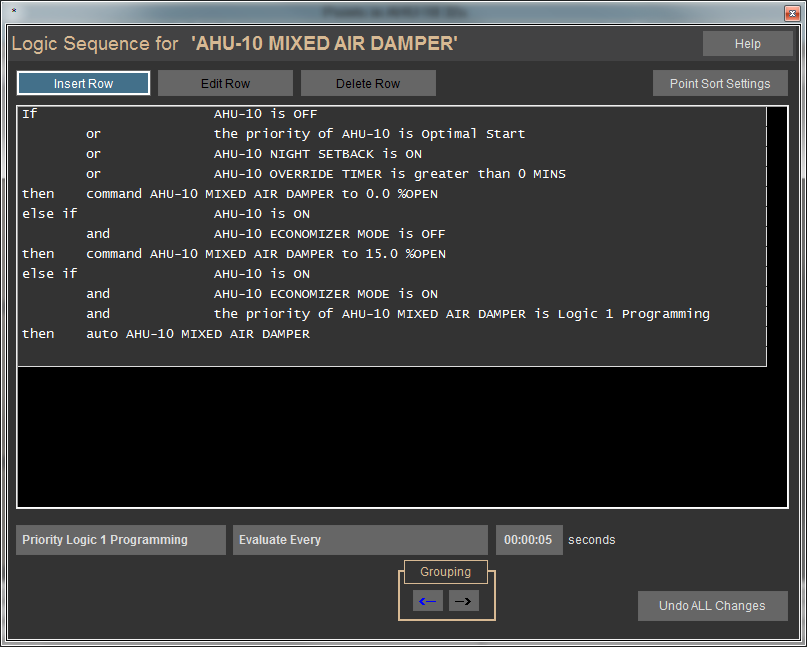 *
Logic Sequence for 'AHU-10 MIXED AIR DAMPER'
Help
Insert Row
Edit Row
Delete Row
Point Sort Settings
If AHU-10 is OFF
or the priority of AHU-10 is Optimal Start
or AHU-10 NIGHT SETBACK is ON
or AHU-10 OVERRIDE TIMER is greater than 0 MINS
then command AHU-10 MIXED AIR DAMPER to 0.0 %OPEN
else if AHU-10 is ON
and AHU-10 ECONOMIZER MODE is OFF
then command AHU-10 MIXED AIR DAMPER to 15.0 %OPEN
else if AHU-10 is ON
and AHU-10 ECONOMIZER MODE is ON
and the priority of AHU-10 MIXED AIR DAMPER is Logic 1 Programming
then auto AHU-10 MIXED AIR DAMPER
Priority Logic 1 Programming
Evaluate Every
00:00:05 seconds
Grouping
<-- -->
Undo ALL Changes